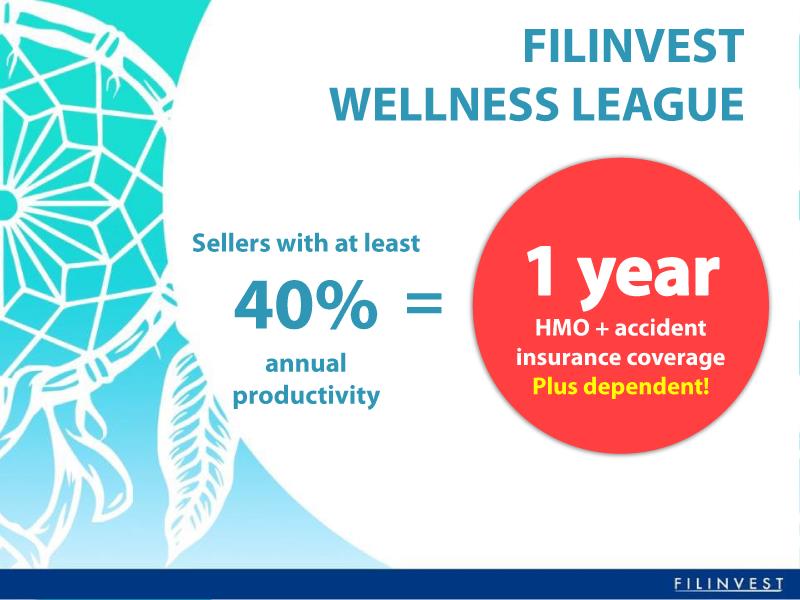 FILINVEST
WELLNESS LEAGUE
Sellers with at least
40% =
annual
productivity
1 year
HMO + accident
insurance coverage
Plus dependent!
FILINVEST